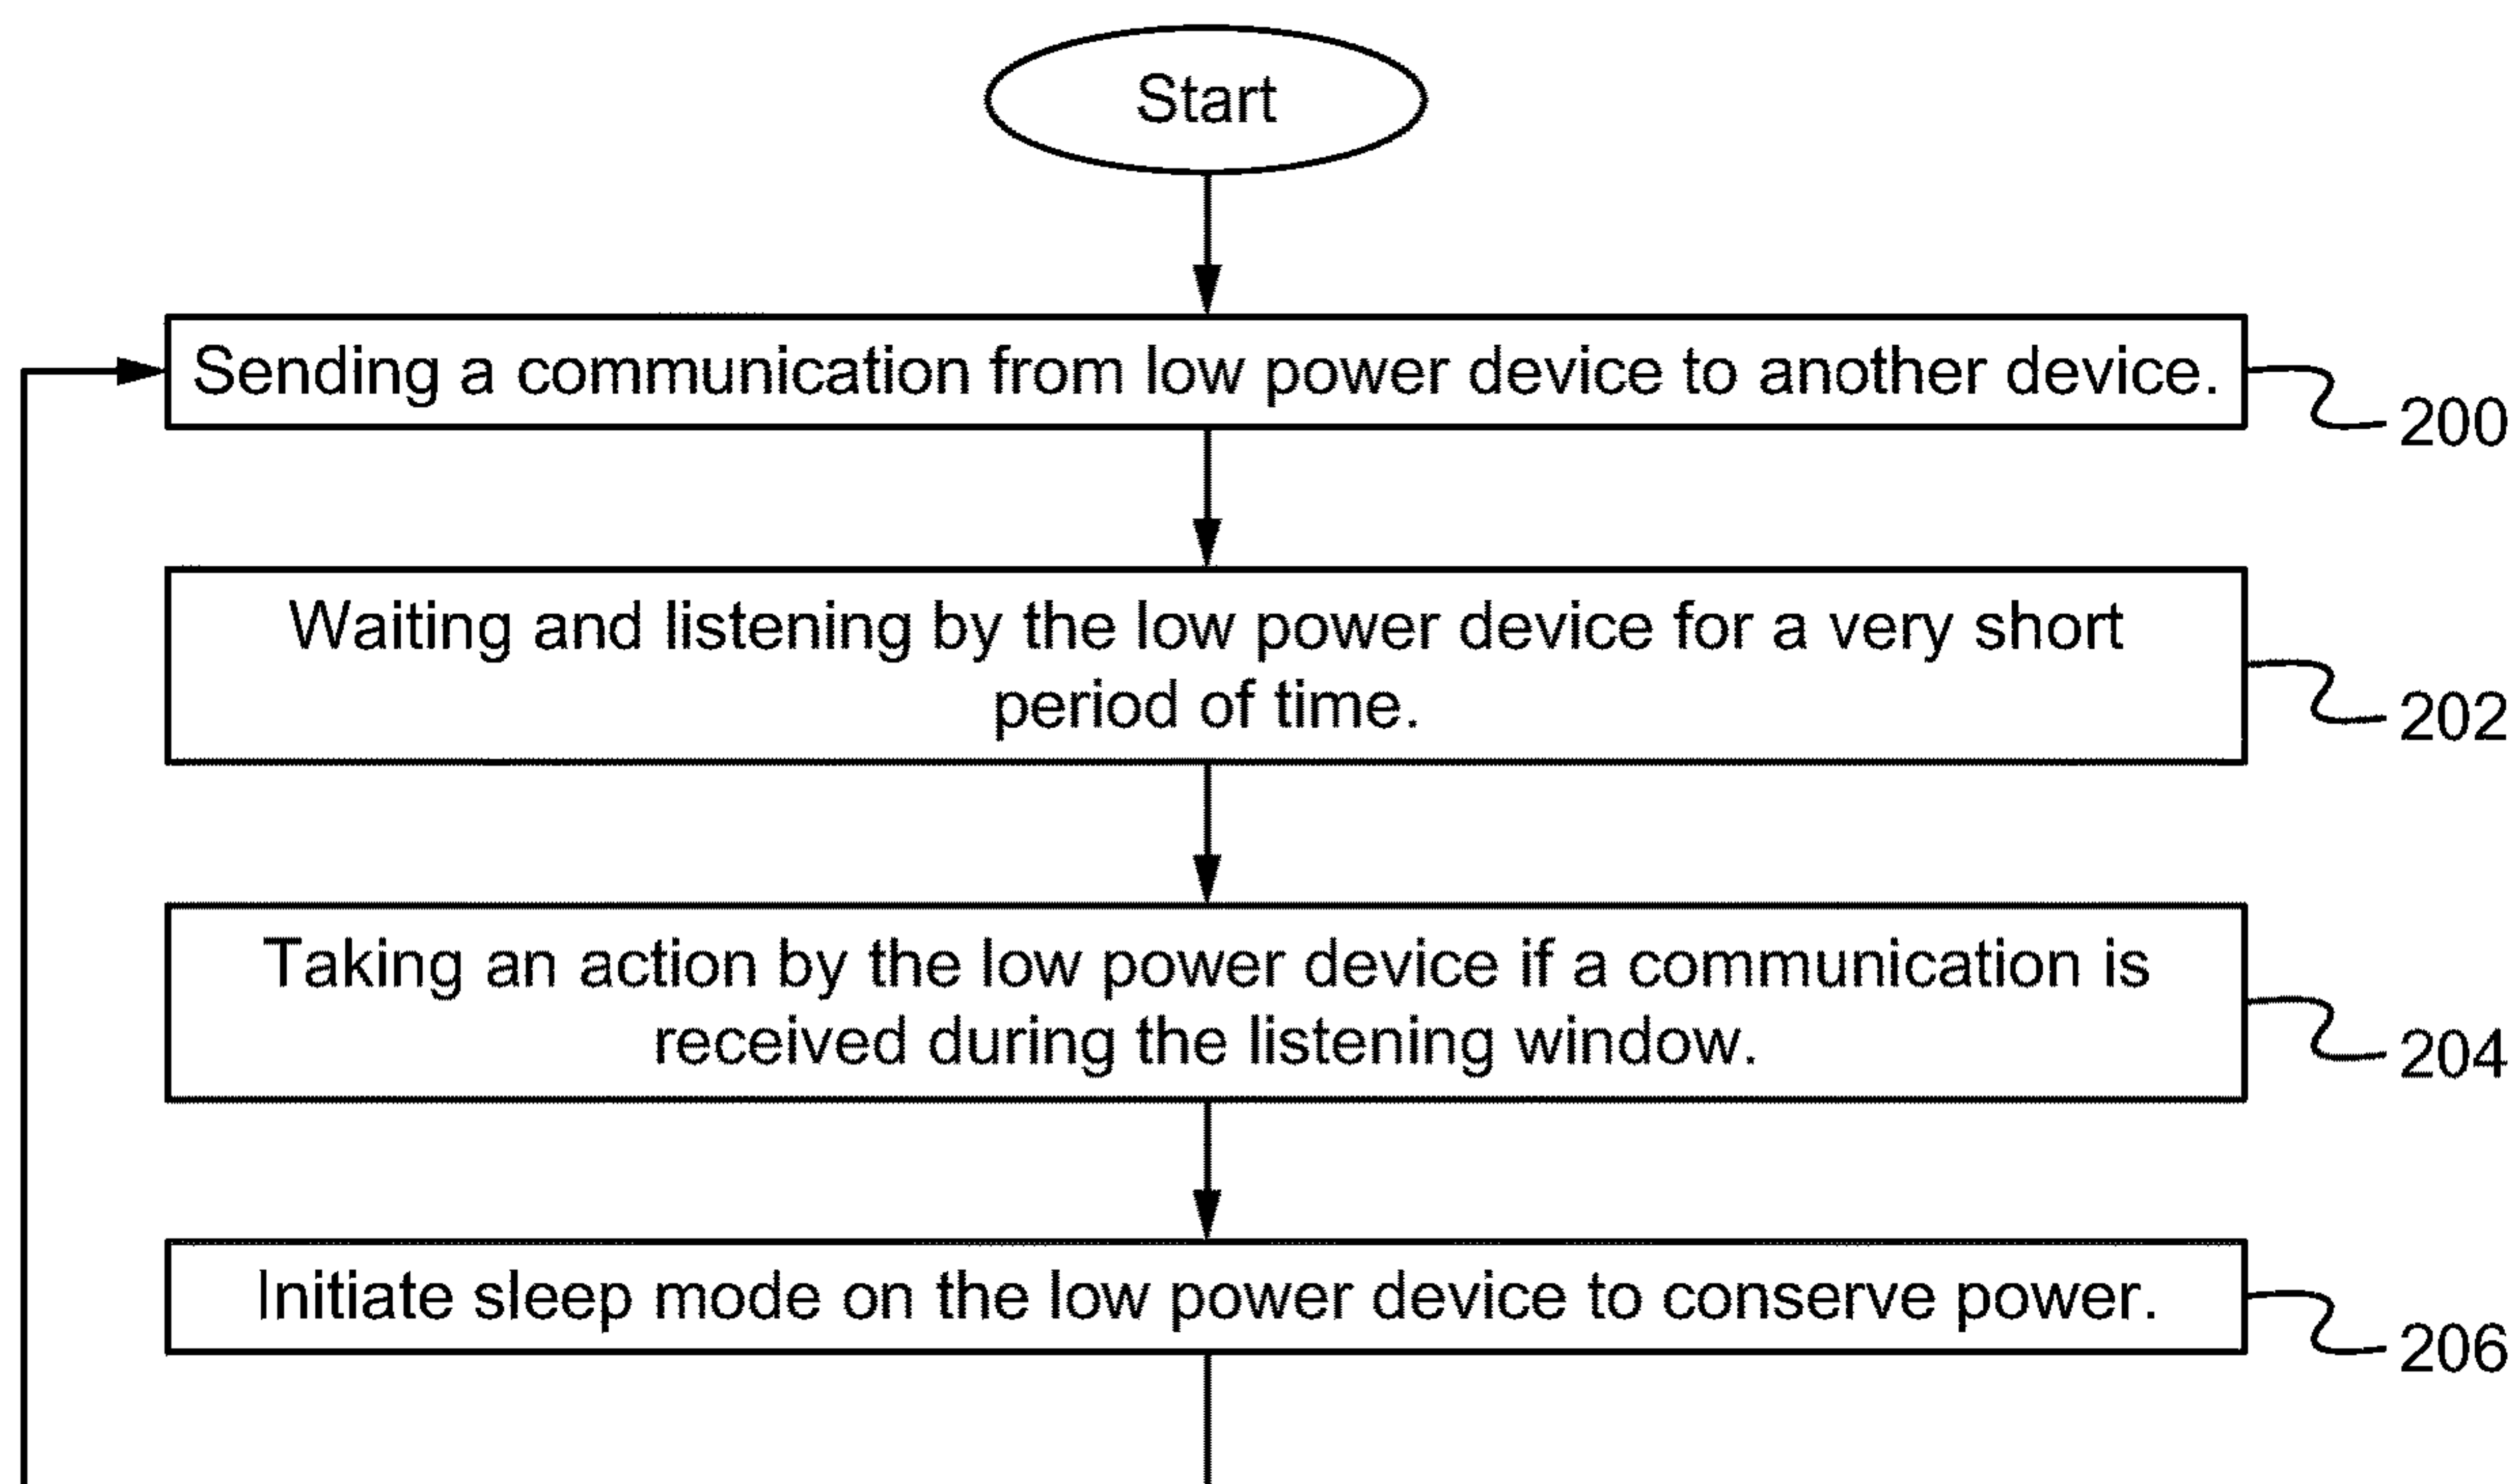 Start
Sending a communication from low power device to another device.
200
Waiting and listening by the low power device for a very short
period of time.
202
Taking an action by the low power device if a communication is
received during the listening window.
204
Initiate sleep mode on the low power device to conserve power.
206